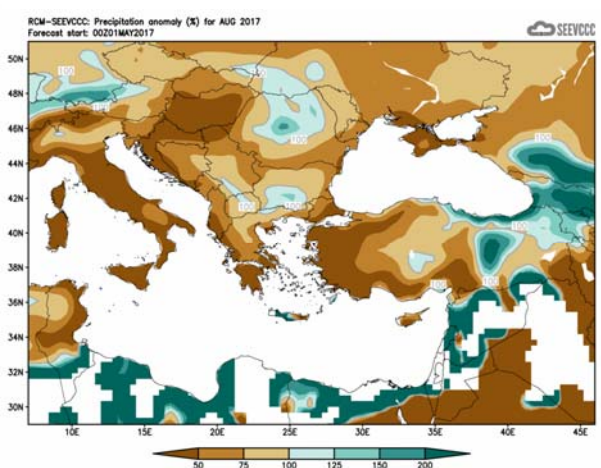 RCM-SEEVCCC: Precipitation anomaly (%) for AUG 2017
Forecast start: 00Z01MAY2017
SEEVCCC
50N
48N
46N
44N
42N
40N
38N
36N
34N
32N
30N
100
100
100
100
100
100
100
100
100
100
100
10E
15E
20E
25E
30E
35E
40E
45E
50
75
100
125
150
200